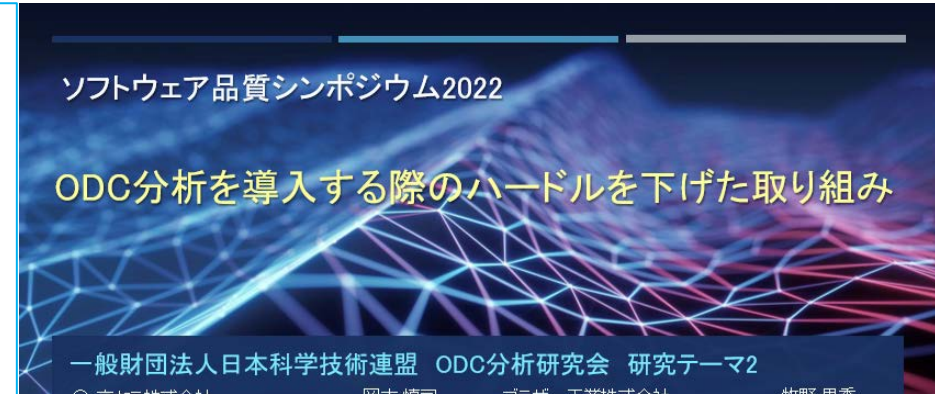 ソフトウェア品質シンポジウム2022
ODC分析を導入する際のハードルを下げた取り組み
一般財団法人日本科学技術連盟 ODC分析研究会 研究テーマ2